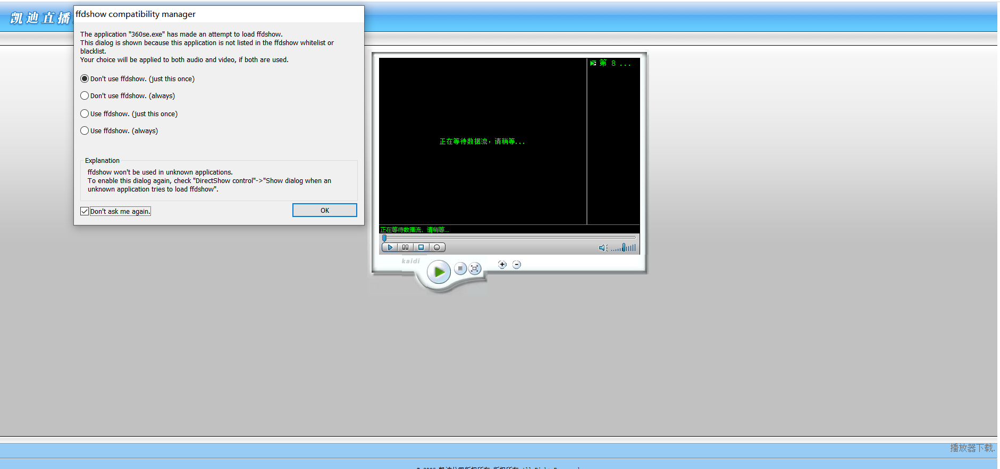 凯迪直播
ffdshow compatibility manager
The application "360se.exe" has made an attempt to load ffdshow.
This dialog is shown because this application is not listed in the ffdshow whitelist or
blacklist.
Your choice will be applied to both audio and video, if both are used.
Don't use ffdshow. (just this once)
Don't use ffdshow. (always)
Use ffdshow. (just this once)
Use ffdshow. (always)
Explanation
ffdshow won't be used in unknown applications.
To enable this dialog again, check "DirectShow control"->"Show dialog when an
unknown application tries to load ffdshow".
Don't ask me again.
OK
第 8 ...
正在等待数据流，请稍等...
正在等待数据流，请稍等...
kaidi
播放器下载.